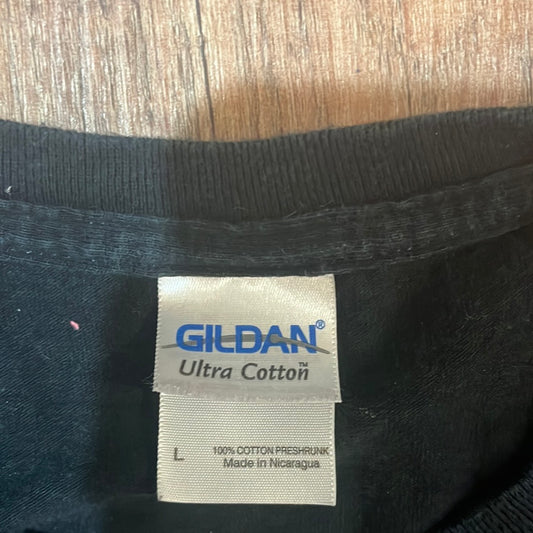 GILDAN®
Ultra Cotton™
L 100% COTTON PRESHRUNK
Made in Nicaragua